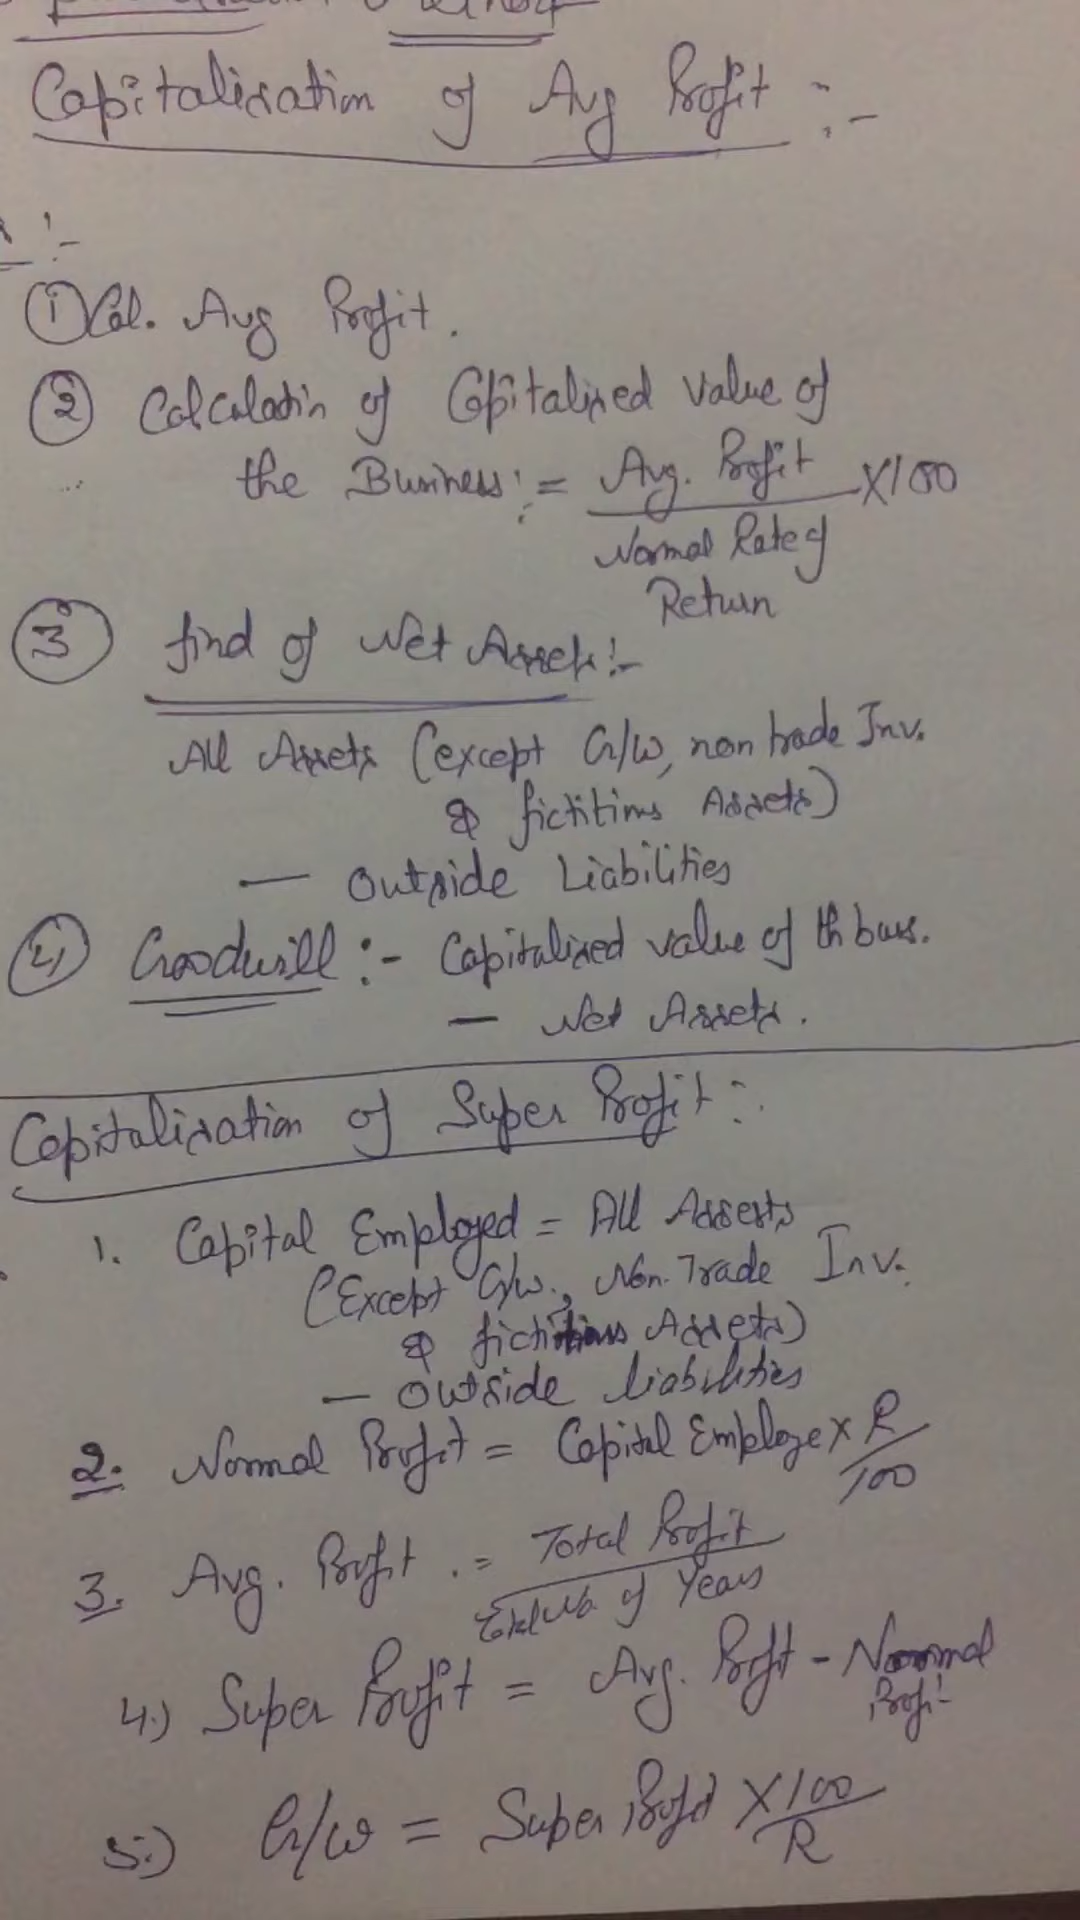 Capitalisation of Avg Profit :-
:-
① Cal. Avg Profit.
② Calculatin of Capitalised value of
the Business := Avg. Profit X100
Normal Rate of
Return
③ find of Net Assets :-
All Assets (except G/w, non trade Inv.
& fictitious Assets)
— Outside Liabilities
④ Goodwill :- Capitalised value of th bus.
— Net Assets.
Capitalisation of Super Profit :-
1. Capital Employed = All Assests
(Except G/w., Non. Trade Inv.
& fictitious Assets)
— Outside liabilities
2. Normal Profit = Capital Employe x R/100
3. Avg. Profit . = Total Profit
No. of Years
4.) Super Profit = Avg. Profit - Normal
Profit
5.) G/w = Super Profit X 100
R